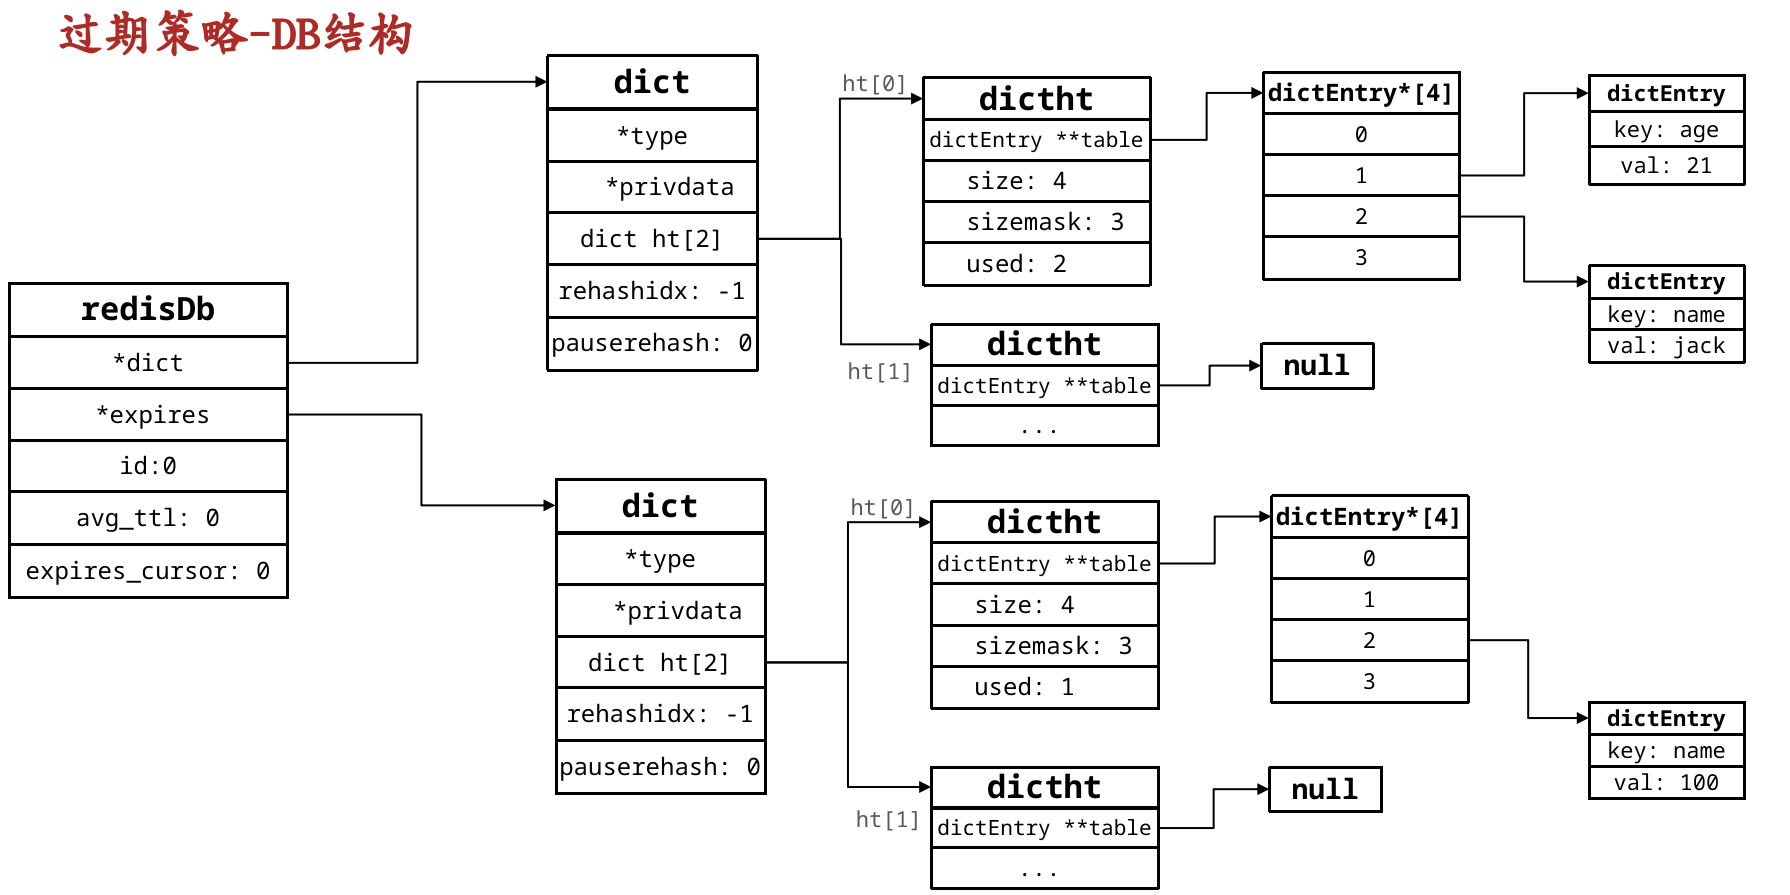 过期策略-DB结构
redisDb
*dict
*expires
id:0
avg_ttl: 0
expires_cursor: 0
dict
*type
*privdata
dict ht[2]
rehashidx: -1
pauserehash: 0
ht[0]
dictht
dictEntry **table
size: 4
sizemask: 3
used: 2
dictEntry*[4]
0
1
2
3
dictEntry
key: age
val: 21
dictEntry
key: name
val: jack
ht[1]
dictht
dictEntry **table
...
null
dict
*type
*privdata
dict ht[2]
rehashidx: -1
pauserehash: 0
ht[0]
dictht
dictEntry **table
size: 4
sizemask: 3
used: 1
dictEntry*[4]
0
1
2
3
dictEntry
key: name
val: 100
ht[1]
dictht
dictEntry **table
...
null